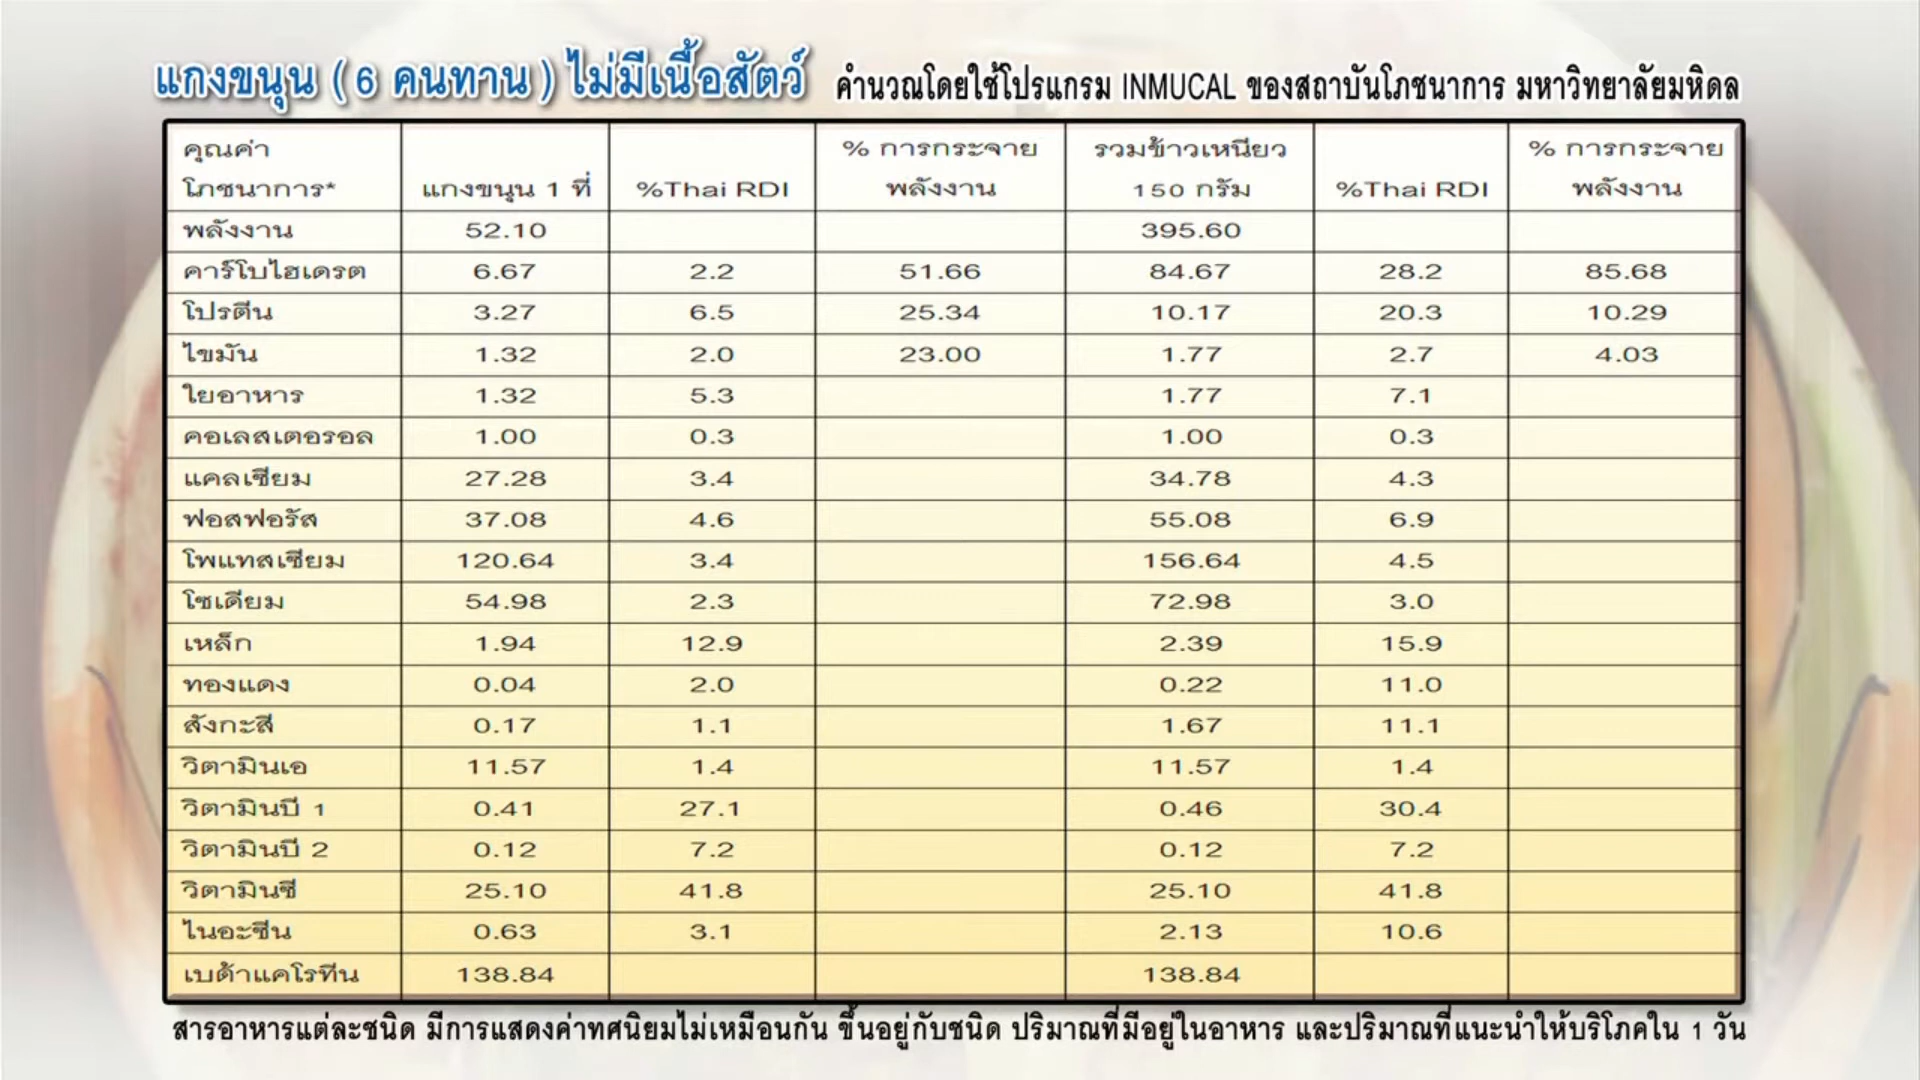 แกงขนุน ( 6 คนทาน ) ไม่มีเนื้อสัตว์ คำนวณโดยใช้โปรแกรม INMUCAL ของสถาบันโภชนาการ มหาวิทยาลัยมหิดล
คุณค่าโภชนาการ* แกงขนุน 1 ที่ %Thai RDI % การกระจายพลังงาน รวมข้าวเหนียว 150 กรัม %Thai RDI % การกระจายพลังงาน
พลังงาน 52.10 395.60
คาร์โบไฮเดรต 6.67 2.2 51.66 84.67 28.2 85.68
โปรตีน 3.27 6.5 25.34 10.17 20.3 10.29
ไขมัน 1.32 2.0 23.00 1.77 2.7 4.03
ใยอาหาร 1.32 5.3 1.77 7.1
คอเลสเตอรอล 1.00 0.3 1.00 0.3
แคลเซียม 27.28 3.4 34.78 4.3
ฟอสฟอรัส 37.08 4.6 55.08 6.9
โพแทสเซียม 120.64 3.4 156.64 4.5
โซเดียม 54.98 2.3 72.98 3.0
เหล็ก 1.94 12.9 2.39 15.9
ทองแดง 0.04 2.0 0.22 11.0
สังกะสี 0.17 1.1 1.67 11.1
วิตามินเอ 11.57 1.4 11.57 1.4
วิตามินบี 1 0.41 27.1 0.46 30.4
วิตามินบี 2 0.12 7.2 0.12 7.2
วิตามินซี 25.10 41.8 25.10 41.8
ไนอะซีน 0.63 3.1 2.13 10.6
เบต้าแคโรทีน 138.84 138.84
สารอาหารแต่ละชนิด มีการแสดงค่าทศนิยมไม่เหมือนกัน ขึ้นอยู่กับชนิด ปริมาณที่มีอยู่ในอาหาร และปริมาณที่แนะนำให้บริโภคใน 1 วัน